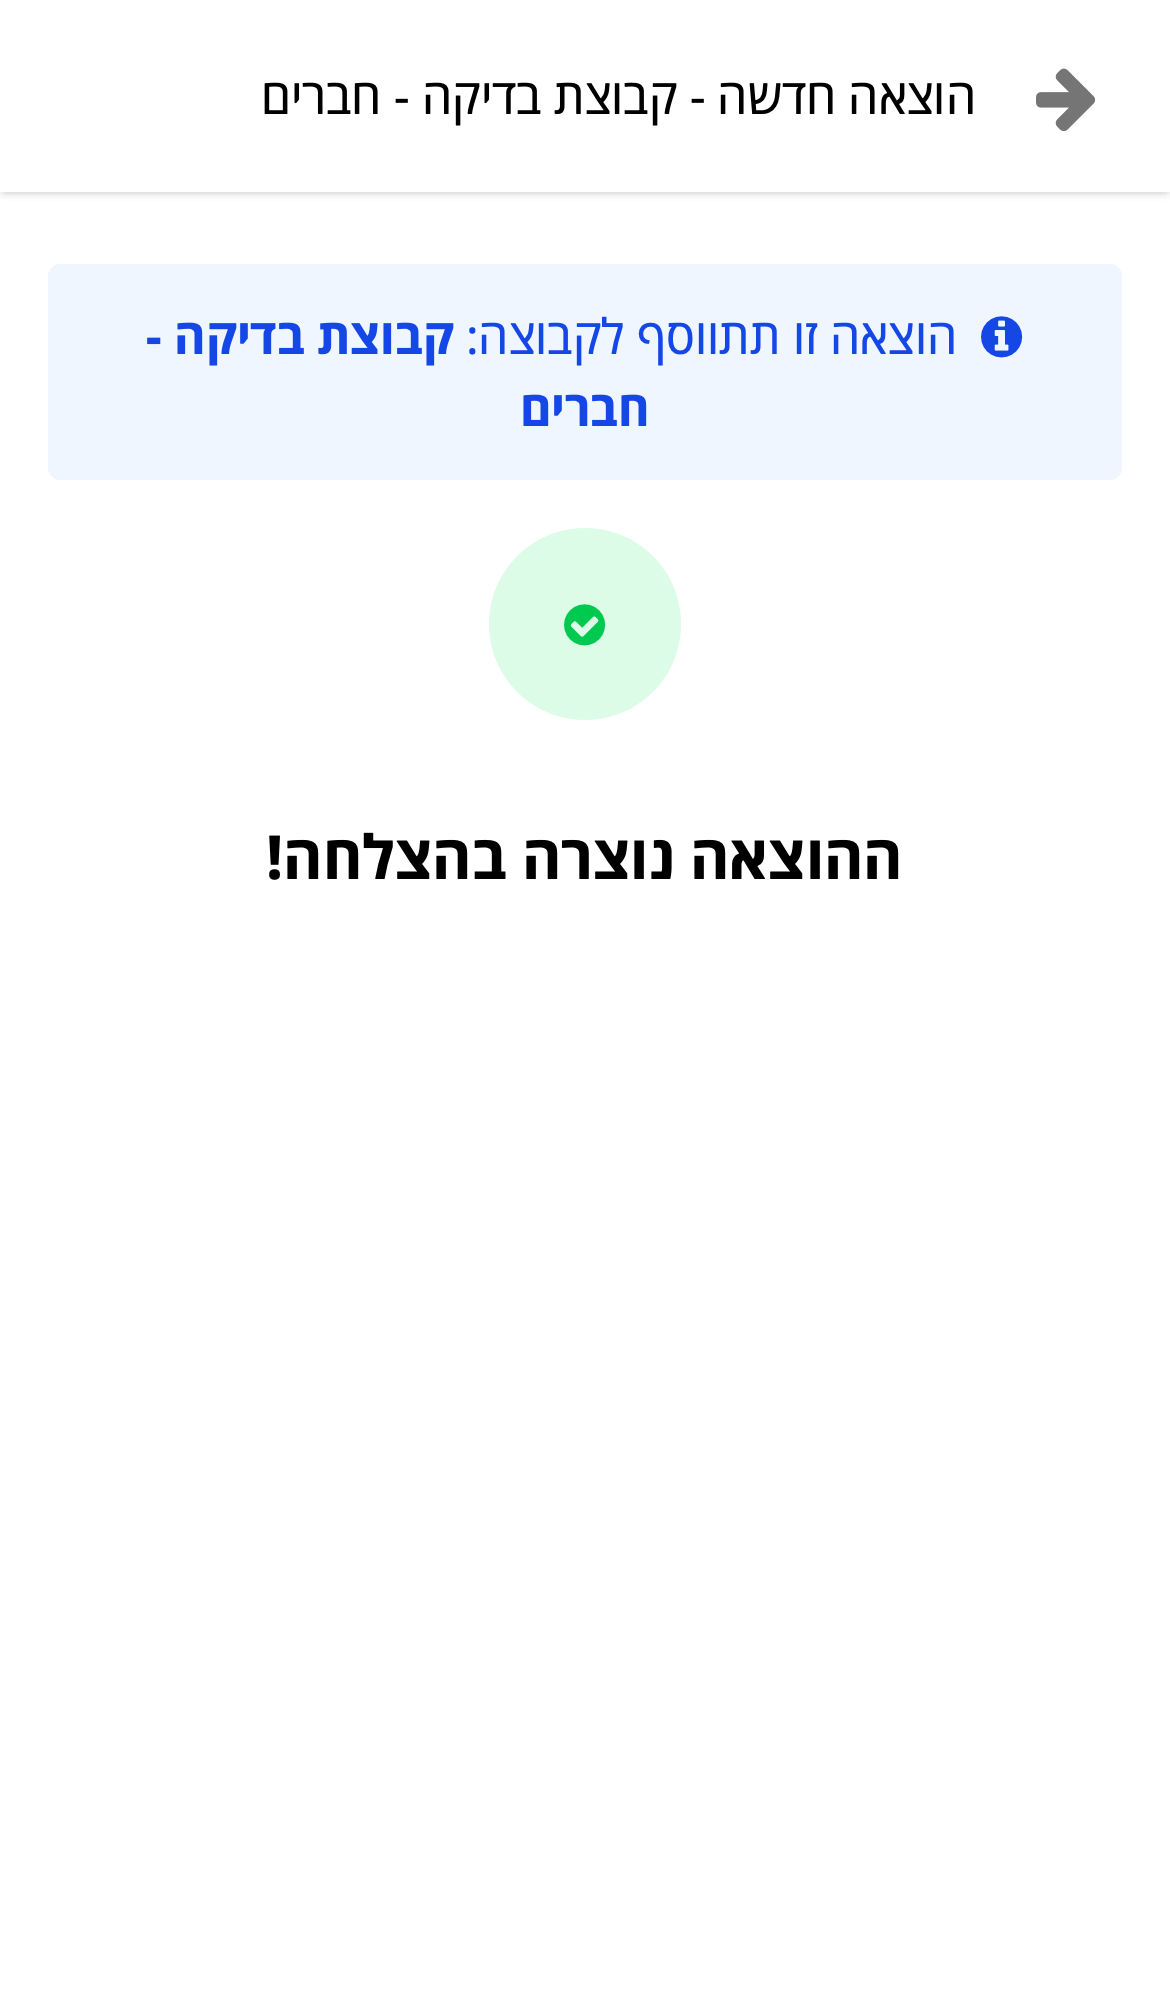 הוצאה חדשה - קבוצת בדיקה - חברים
הוצאה זו תתווסף לקבוצה: קבוצת בדיקה -
חברים
ההוצאה נוצרה בהצלחה!